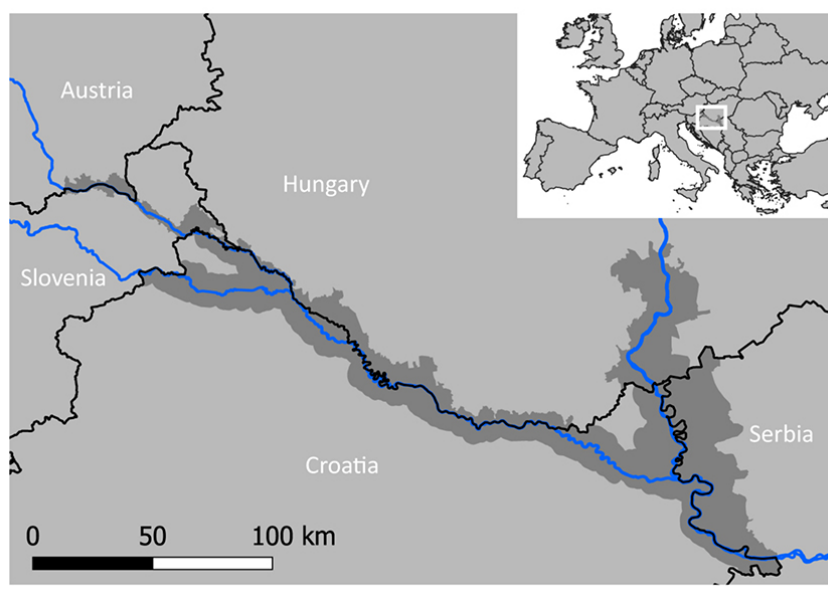 Austria
Hungary
Slovenia
Serbia
Croatia
0 50 100 km